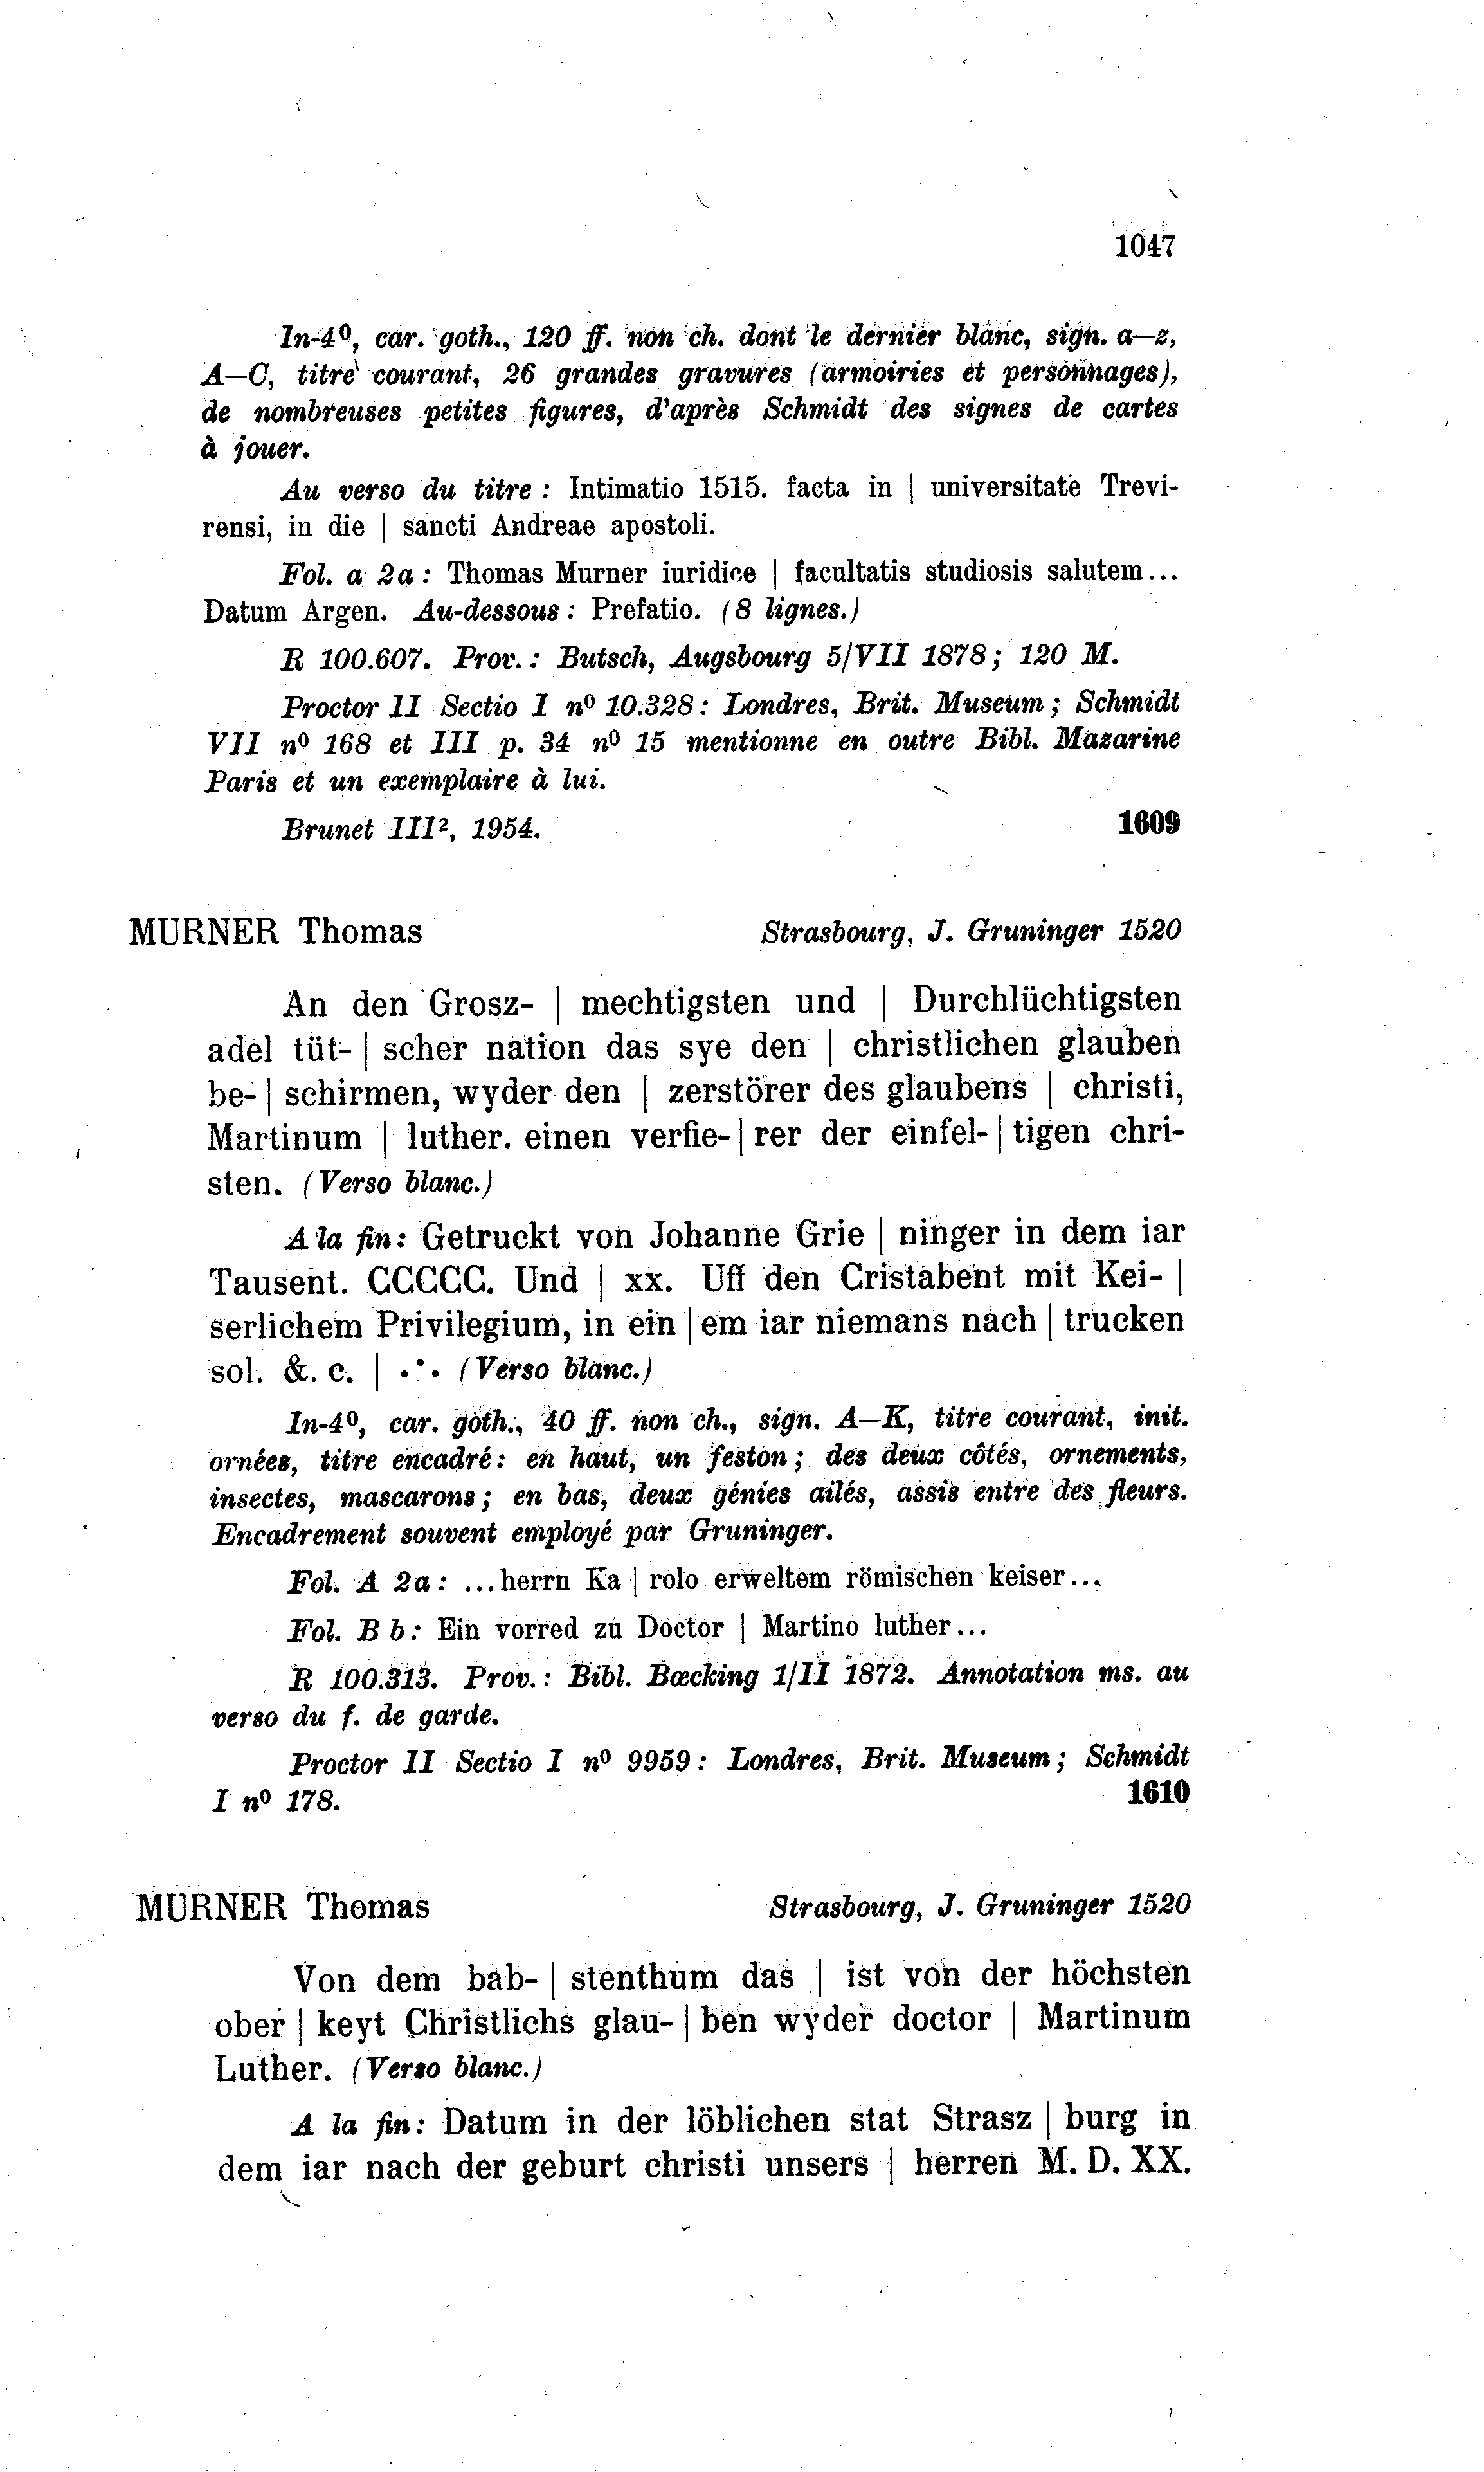 1047
In-4º, car. goth., 120 ff. non ch. dont le dernier blanc, sign. a—z,
A—C, titre courant, 26 grandes gravures (armoiries et personnages),
de nombreuses petites figures, d'après Schmidt des signes de cartes
à jouer.
Au verso du titre : Intimatio 1515. facta in | universitate Trevi-
rensi, in die | sancti Andreae apostoli.
Fol. a 2a : Thomas Murner iuridice | facultatis studiosis salutem...
Datum Argen. Au-dessous : Prefatio. (8 lignes.)
R 100.607. Prov. : Butsch, Augsbourg 5/VII 1878 ; 120 M.
Proctor II Sectio I nº 10.328 : Londres, Brit. Museum ; Schmidt
VII nº 168 et III p. 34 nº 15 mentionne en outre Bibl. Mazarine
Paris et un exemplaire à lui.
Brunet III², 1954. 1609
MURNER Thomas Strasbourg, J. Gruninger 1520
An den Grosz- | mechtigsten und | Durchlüchtigsten
adel tüt- | scher nation das sye den | christlichen glauben
be- | schirmen, wyder den | zerstörer des glaubens | christi,
Martinum | luther. einen verfie- | rer der einfel- | tigen chri-
sten. (Verso blanc.)
A la fin : Getruckt von Johanne Grie | ninger in dem iar
Tausent. CCCCC. Und | xx. Uff den Cristabent mit Kei- |
serlichem Privilegium, in ein | em iar niemans nach | trucken
sol. &. c. | .·. (Verso blanc.)
In-4º, car. goth., 40 ff. non ch., sign. A—K, titre courant, init.
ornées, titre encadré : en haut, un feston ; des deux côtés, ornements,
insectes, mascarons ; en bas, deux génies ailés, assis entre des fleurs.
Encadrement souvent employé par Gruninger.
Fol. A 2a : ...herrn Ka | rolo erweltem römischen keiser...
Fol. B b : Ein vorred zu Doctor | Martino luther...
R 100.313. Prov. : Bibl. Bœcking 1/II 1872. Annotation ms. au
verso du f. de garde.
Proctor II Sectio I nº 9959 : Londres, Brit. Museum ; Schmidt
I nº 178. 1610
MURNER Thomas Strasbourg, J. Gruninger 1520
Von dem bab- | stenthum das | ist von der höchsten
ober | keyt Christlichs glau- | ben wyder doctor | Martinum
Luther. (Verso blanc.)
A la fin : Datum in der löblichen stat Strasz | burg in
dem iar nach der geburt christi unsers | herren M. D. XX.